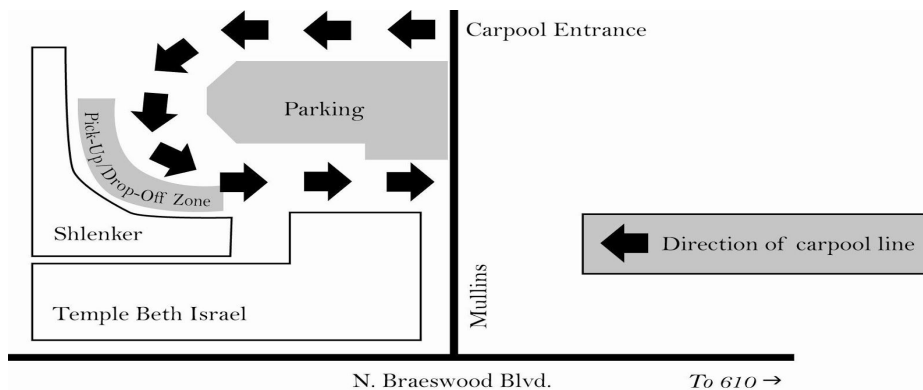 Carpool Entrance
Parking
Pick-Up/Drop-Off Zone
Shlenker
Direction of carpool line
Temple Beth Israel
Mullins
N. Braeswood Blvd.
To 610 →